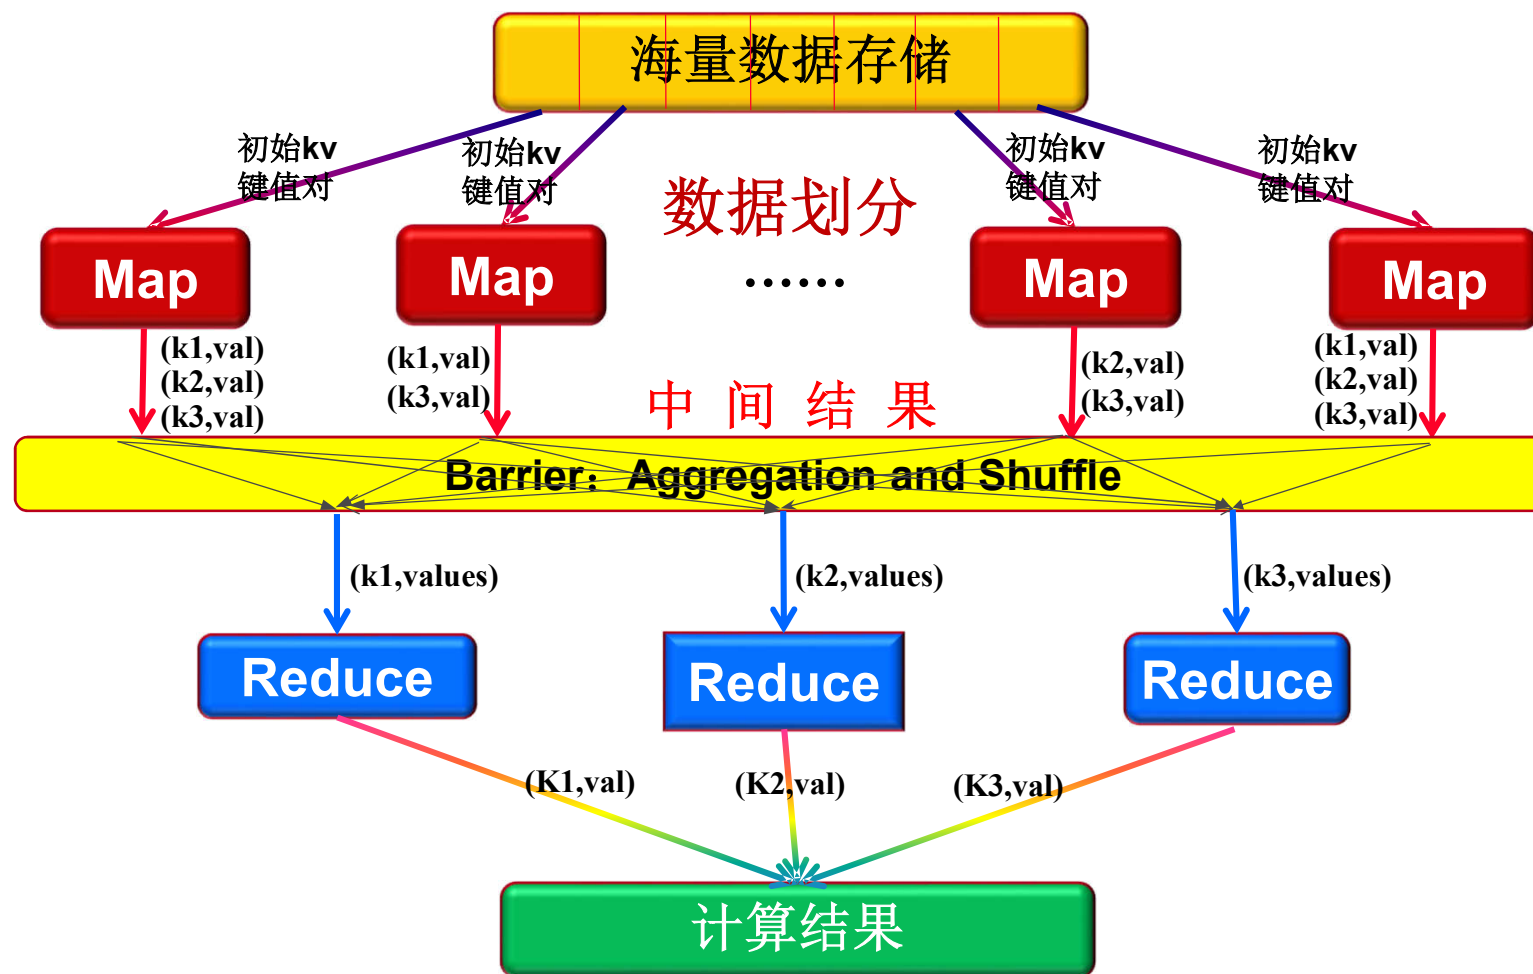 海量数据存储
初始kv
键值对
初始kv
键值对
初始kv
键值对
初始kv
键值对
数据划分
Map
Map
......
Map
Map
(k1,val)
(k2,val)
(k3,val)
(k1,val)
(k3,val)
(k2,val)
(k3,val)
(k1,val)
(k2,val)
(k3,val)
中 间 结 果
Barrier：Aggregation and Shuffle
(k1,values)
(k2,values)
(k3,values)
Reduce
Reduce
Reduce
(K1,val)
(K2,val)
(K3,val)
计算结果